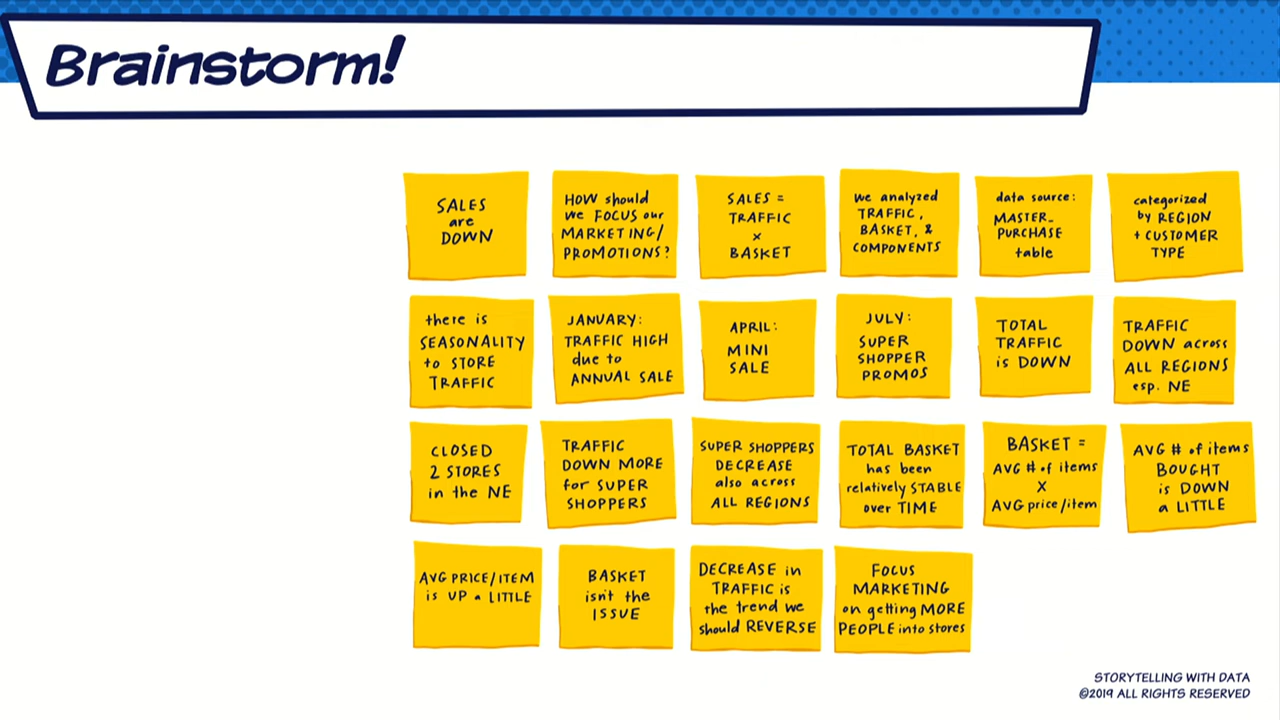 Brainstorm!
SALES
are
DOWN
HOW should
we FOCUS our
MARKETING/
PROMOTIONS?
SALES =
TRAFFIC
x
BASKET
we analyzed
TRAFFIC,
BASKET, &
COMPONENTS
data source:
MASTER_
PURCHASE
table
categorized
by REGION
+ CUSTOMER
TYPE
there is
SEASONALITY
to STORE
TRAFFIC
JANUARY:
TRAFFIC HIGH
due to
ANNUAL SALE
APRIL:
MINI
SALE
JULY:
SUPER
SHOPPER
PROMOS
TOTAL
TRAFFIC
is DOWN
TRAFFIC
DOWN across
ALL REGIONS
esp. NE
CLOSED
2 STORES
in the NE
TRAFFIC
DOWN MORE
for SUPER
SHOPPERS
SUPER SHOPPERS
DECREASE
also across
ALL REGIONS
TOTAL BASKET
has been
relatively STABLE
over TIME
BASKET =
AVG # of items
X
AVG price/item
AVG # of items
BOUGHT
is DOWN
a LITTLE
AVG PRICE/ITEM
is UP a LITTLE
BASKET
isn't the
ISSUE
DECREASE in
TRAFFIC is
the trend we
should REVERSE
FOCUS
MARKETING
on getting MORE
PEOPLE into stores
STORYTELLING WITH DATA
©2019 ALL RIGHTS RESERVED